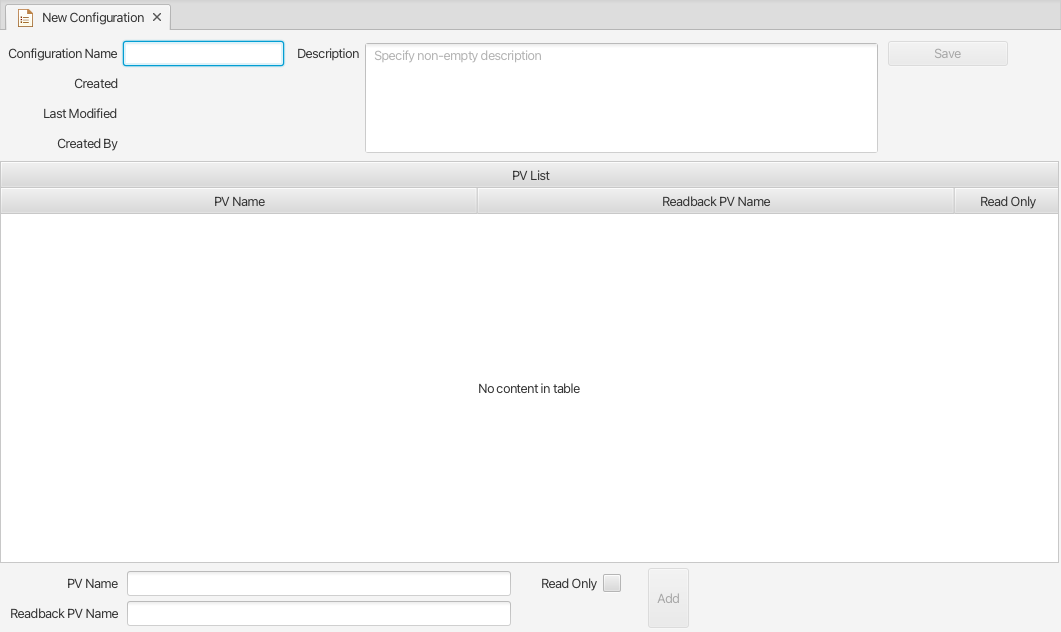 New Configuration
Configuration Name
Description
Specify non-empty description
Save
Created
Last Modified
Created By
PV List
PV Name
Readback PV Name
Read Only
No content in table
PV Name
Read Only
Add
Readback PV Name